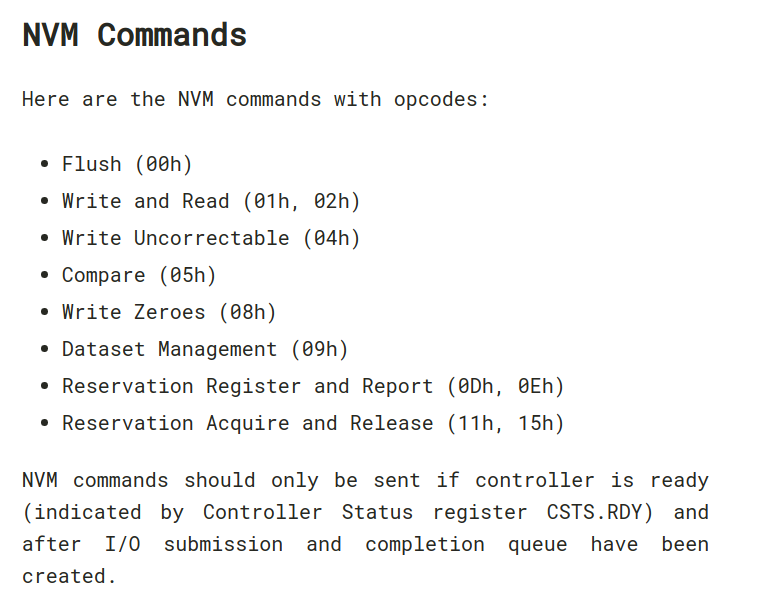 NVM Commands
Here are the NVM commands with opcodes:
• Flush (00h)
• Write and Read (01h, 02h)
• Write Uncorrectable (04h)
• Compare (05h)
• Write Zeroes (08h)
• Dataset Management (09h)
• Reservation Register and Report (0Dh, 0Eh)
• Reservation Acquire and Release (11h, 15h)
NVM commands should only be sent if controller is ready
(indicated by Controller Status register CSTS.RDY) and
after I/O submission and completion queue have been
created.